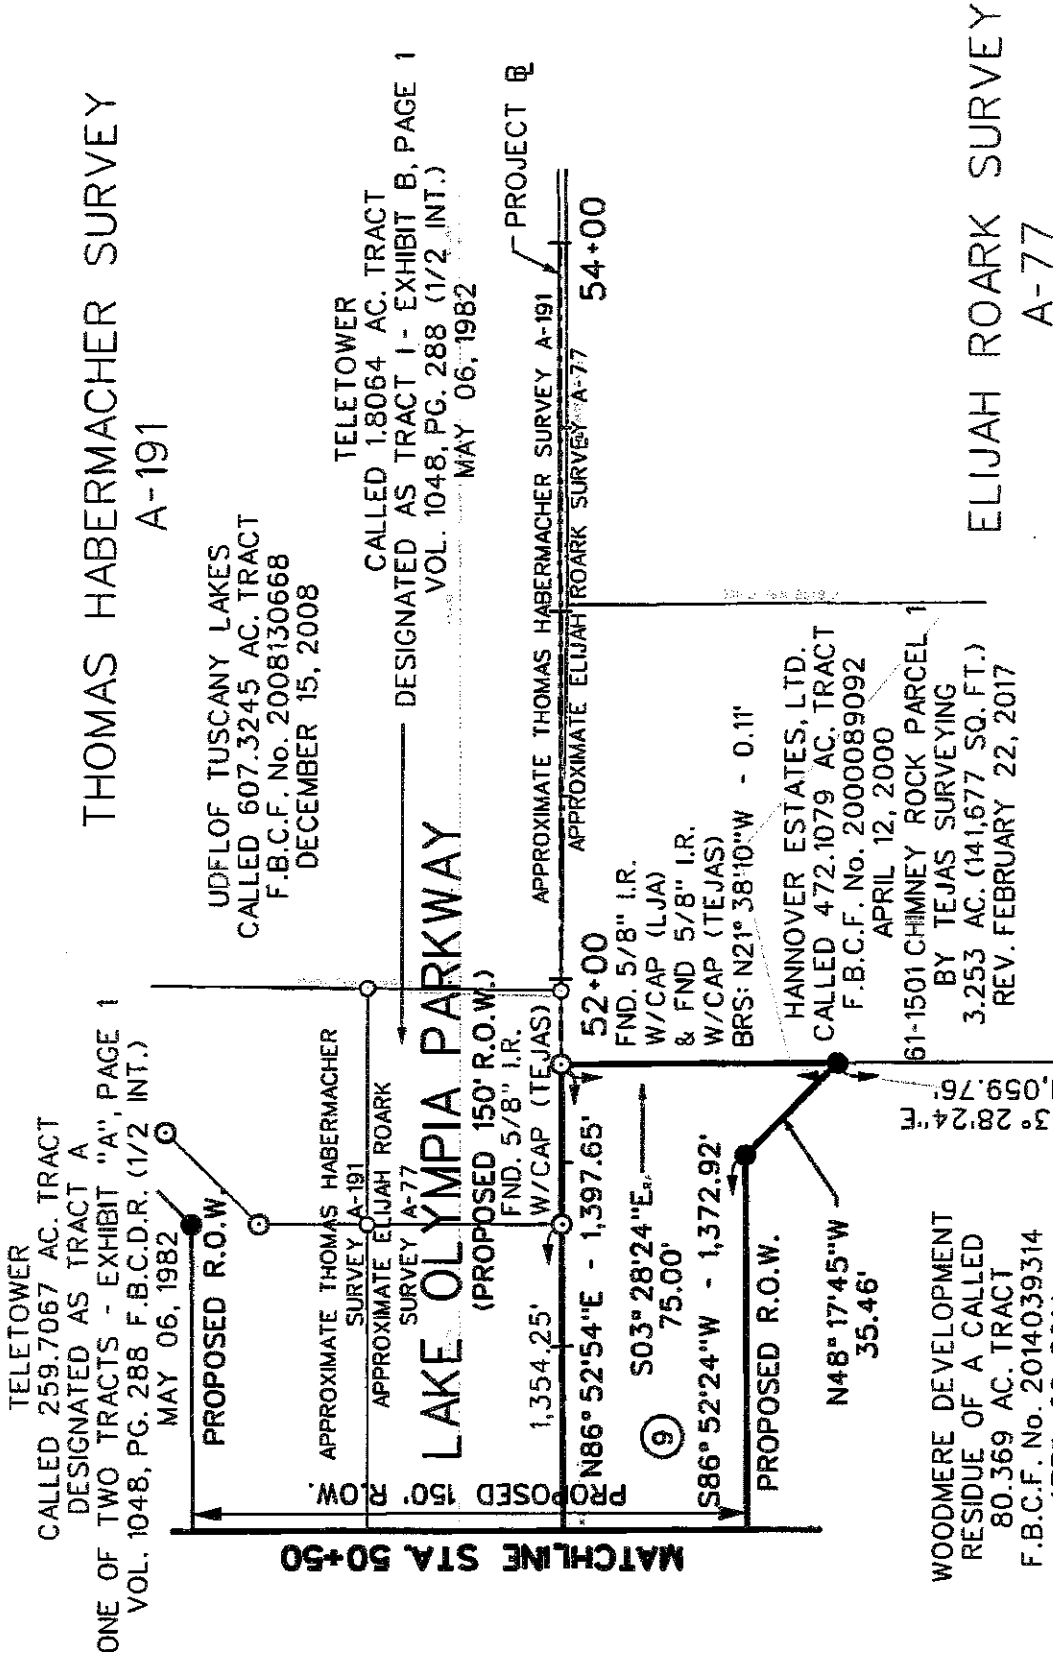 TELETOWER
CALLED 259.7067 AC. TRACT
DESIGNATED AS TRACT A
ONE OF TWO TRACTS - EXHIBIT "A", PAGE 1
VOL. 1048, PG. 288 F.B.C.D.R. (1/2 INT.)
MAY 06, 1982
PROPOSED R.O.W.
THOMAS HABERMACHER SURVEY
A-191
UDFLOF TUSCANY LAKES
CALLED 607.3245 AC. TRACT
F.B.C.F. No. 2008130668
DECEMBER 15, 2008
TELETOWER
CALLED 1.8064 AC. TRACT
DESIGNATED AS TRACT I - EXHIBIT B, PAGE 1
VOL. 1048, PG. 288 (1/2 INT.)
MAY 06, 1982
APPROXIMATE THOMAS HABERMACHER
SURVEY A-191
APPROXIMATE ELIJAH ROARK
SURVEY A-77
LAKE OLYMPIA PARKWAY
(PROPOSED 150' R.O.W.)
FND. 5/8" I.R.
W/CAP (TEJAS)
1,354.25'
PROJECT BL
APPROXIMATE THOMAS HABERMACHER SURVEY A-191
APPROXIMATE ELIJAH ROARK SURVEY A-77
52+00
54+00
N86°52'54"E - 1,397.65'
FND. 5/8" I.R.
W/CAP (LJA)
& FND 5/8" I.R.
W/CAP (TEJAS)
BRS: N21°38'10"W - 0.11'
9
S03°28'24"E
75.00'
S86°52'24"W - 1,372.92'
PROPOSED R.O.W.
N48°17'45"W
35.46'
PROPOSED 150' R.O.W.
MATCHLINE STA. 50+50
HANNOVER ESTATES, LTD.
CALLED 472.1079 AC. TRACT
F.B.C.F. No. 2000089092
APRIL 12, 2000
61-1501 CHIMNEY ROCK PARCEL 1
BY TEJAS SURVEYING
3.253 AC. (141,677 SQ. FT.)
REV. FEBRUARY 22, 2017
3°28'24"E
1,059.76'
ELIJAH ROARK SURVEY
A-77
WOODMERE DEVELOPMENT
RESIDUE OF A CALLED
80.369 AC. TRACT
F.B.C.F. No. 2014039314